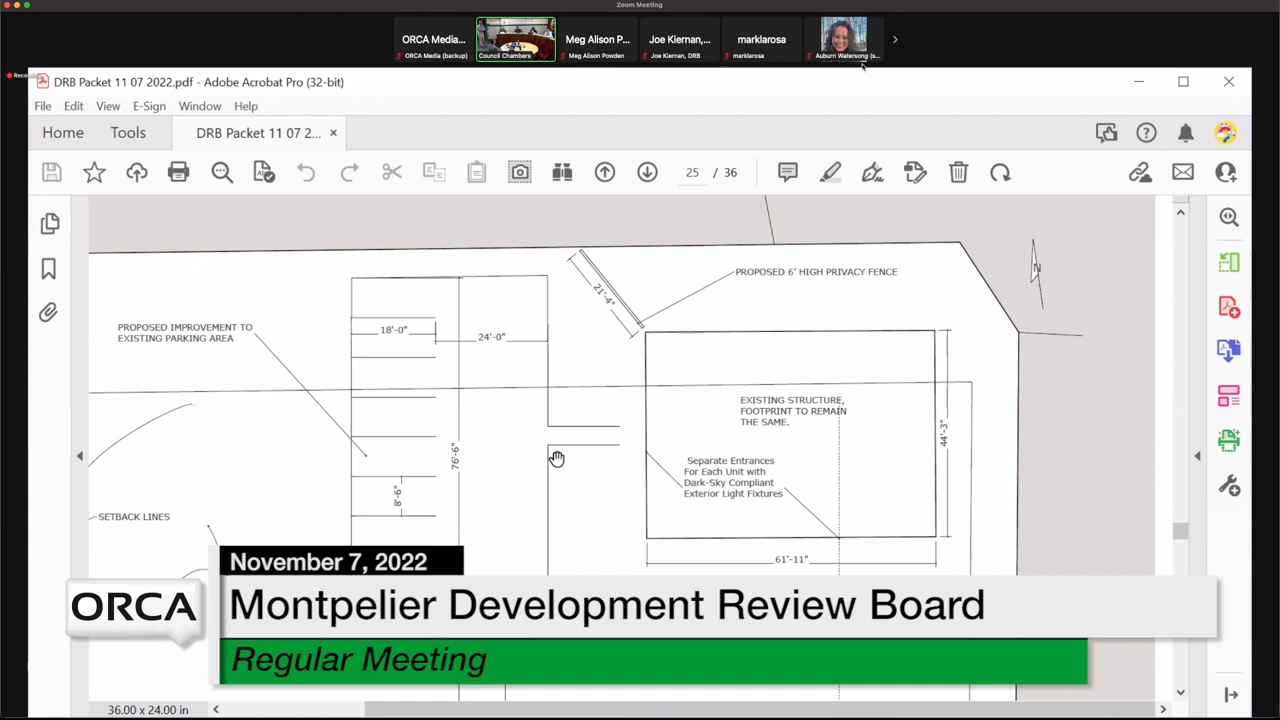 Zoom Meeting
ORCA Media...
Meg Alison P...
Joe Kiernan,...
marklarosa
ORCA Media (backup)
Council Chambers
Meg Alison Powden
Joe Kiernan, DRB
marklarosa
Auburn Watersong (s...
DRB Packet 11 07 2022.pdf - Adobe Acrobat Pro (32-bit)
File Edit View E-Sign Window Help
Home Tools DRB Packet 11 07 2... ×
25 / 36
PROPOSED 6' HIGH PRIVACY FENCE
N
21'-4"
PROPOSED IMPROVEMENT TO
EXISTING PARKING AREA
18'-0"
24'-0"
EXISTING STRUCTURE,
FOOTPRINT TO REMAIN
THE SAME.
44'-3"
76'-6"
Separate Entrances
For Each Unit with
Dark-Sky Compliant
Exterior Light Fixtures
8'-6"
SETBACK LINES
61'-11"
November 7, 2022
ORCA
Montpelier Development Review Board
Regular Meeting
36.00 x 24.00 in